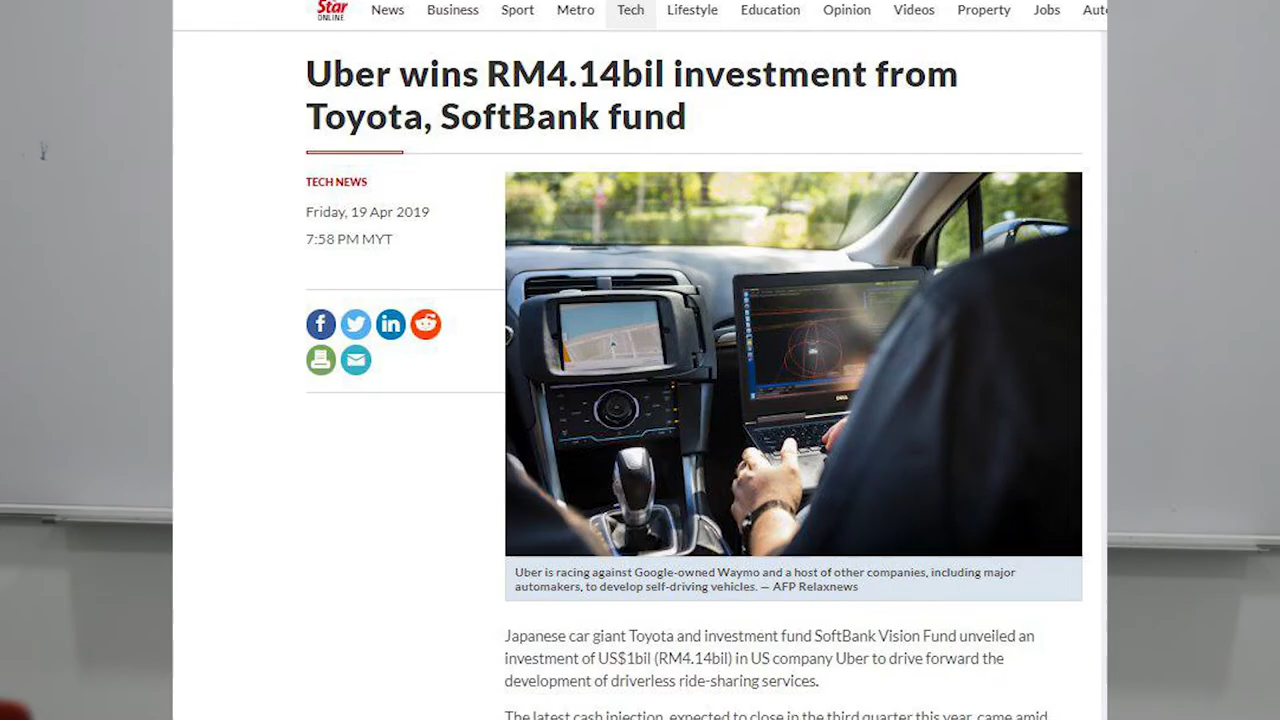 Star
ONLINE
News Business Sport Metro Tech Lifestyle Education Opinion Videos Property Jobs
Uber wins RM4.14bil investment from
Toyota, SoftBank fund
TECH NEWS
Friday, 19 Apr 2019
7:58 PM MYT
DELL
Uber is racing against Google-owned Waymo and a host of other companies, including major
automakers, to develop self-driving vehicles. — AFP Relaxnews
Japanese car giant Toyota and investment fund SoftBank Vision Fund unveiled an
investment of US$1bil (RM4.14bil) in US company Uber to drive forward the
development of driverless ride-sharing services.
The latest cash injection, expected to close in the third quarter this year, came amid